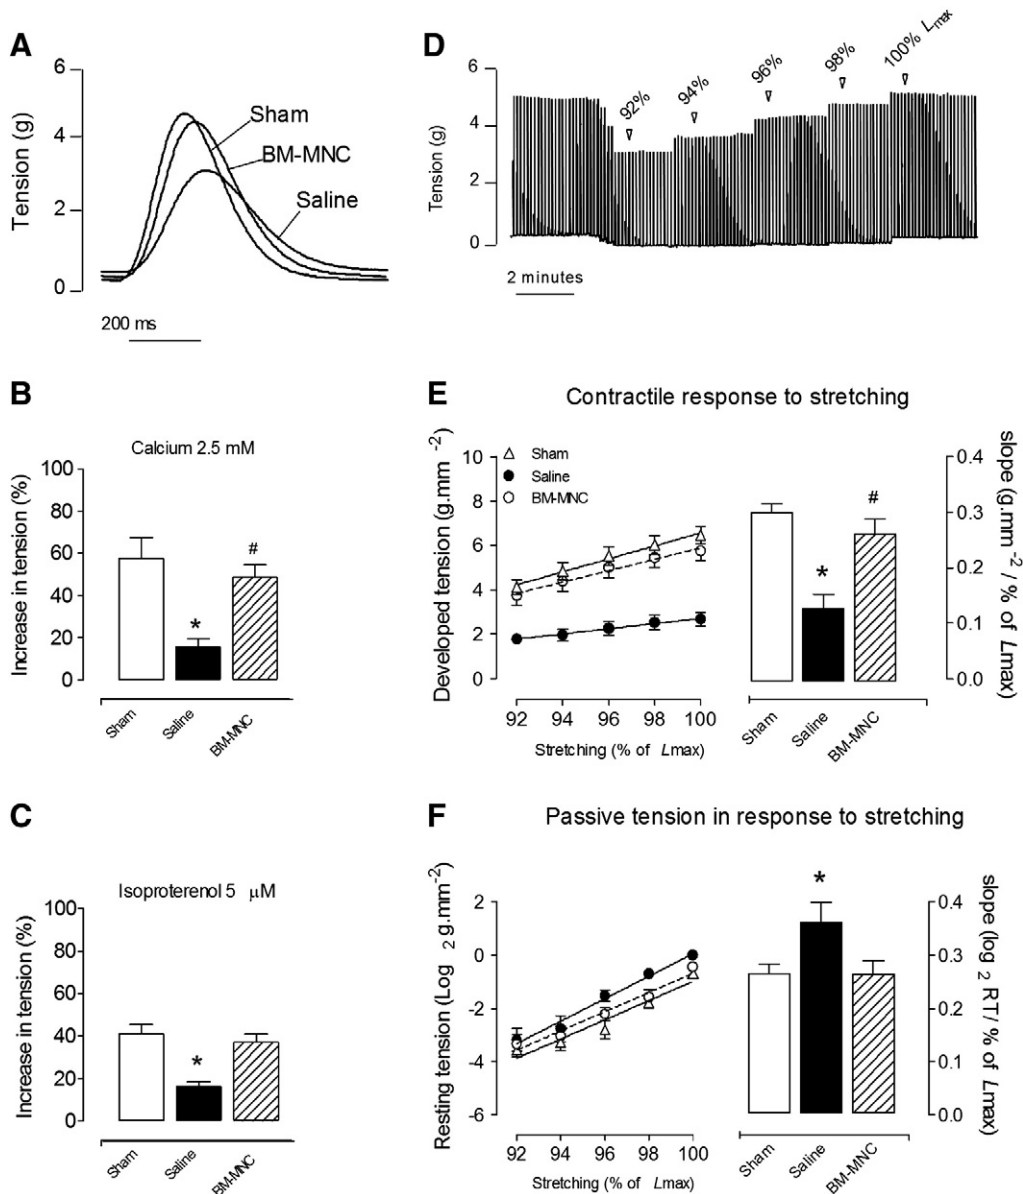 A
Tension (g)
6
4
2
0
Sham
BM-MNC
Saline
200 ms
D
Tension (g)
6
4
2
0
92%
94%
96%
98%
100% Lmax
2 minutes
B
Calcium 2.5 mM
Increase in tension (%)
100
80
60
40
20
0
*
#
Sham
Saline
BM-MNC
E
Contractile response to stretching
Developed tension (g.mm-2)
10
8
6
4
2
0
Sham
Saline
BM-MNC
92 94 96 98 100
Stretching (% of Lmax)
*
#
0.4
0.3
0.2
0.1
0.0
slope (g.mm-2/ % of Lmax)
Sham
Saline
BM-MNC
C
Isoproterenol 5 µM
Increase in tension (%)
100
80
60
40
20
0
*
Sham
Saline
BM-MNC
F
Passive tension in response to stretching
Resting tension (Log 2 g.mm-2)
2
0
-2
-4
-6
92 94 96 98 100
Stretching (% of Lmax)
*
0.4
0.3
0.2
0.1
0.0
slope (log 2 RT/ % of Lmax)
Sham
Saline
BM-MNC